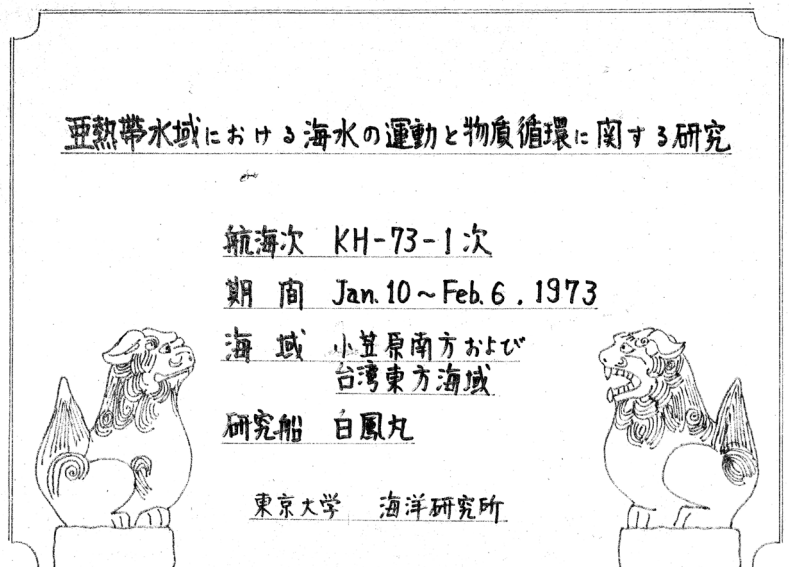 亜熱帯水域における海水の運動と物質循環に関する研究
航海次 KH-73-1次
期間 Jan.10~Feb.6.1973
海域 小笠原南方および
台湾東方海域
研究船 白鳳丸
東京大学 海洋研究所